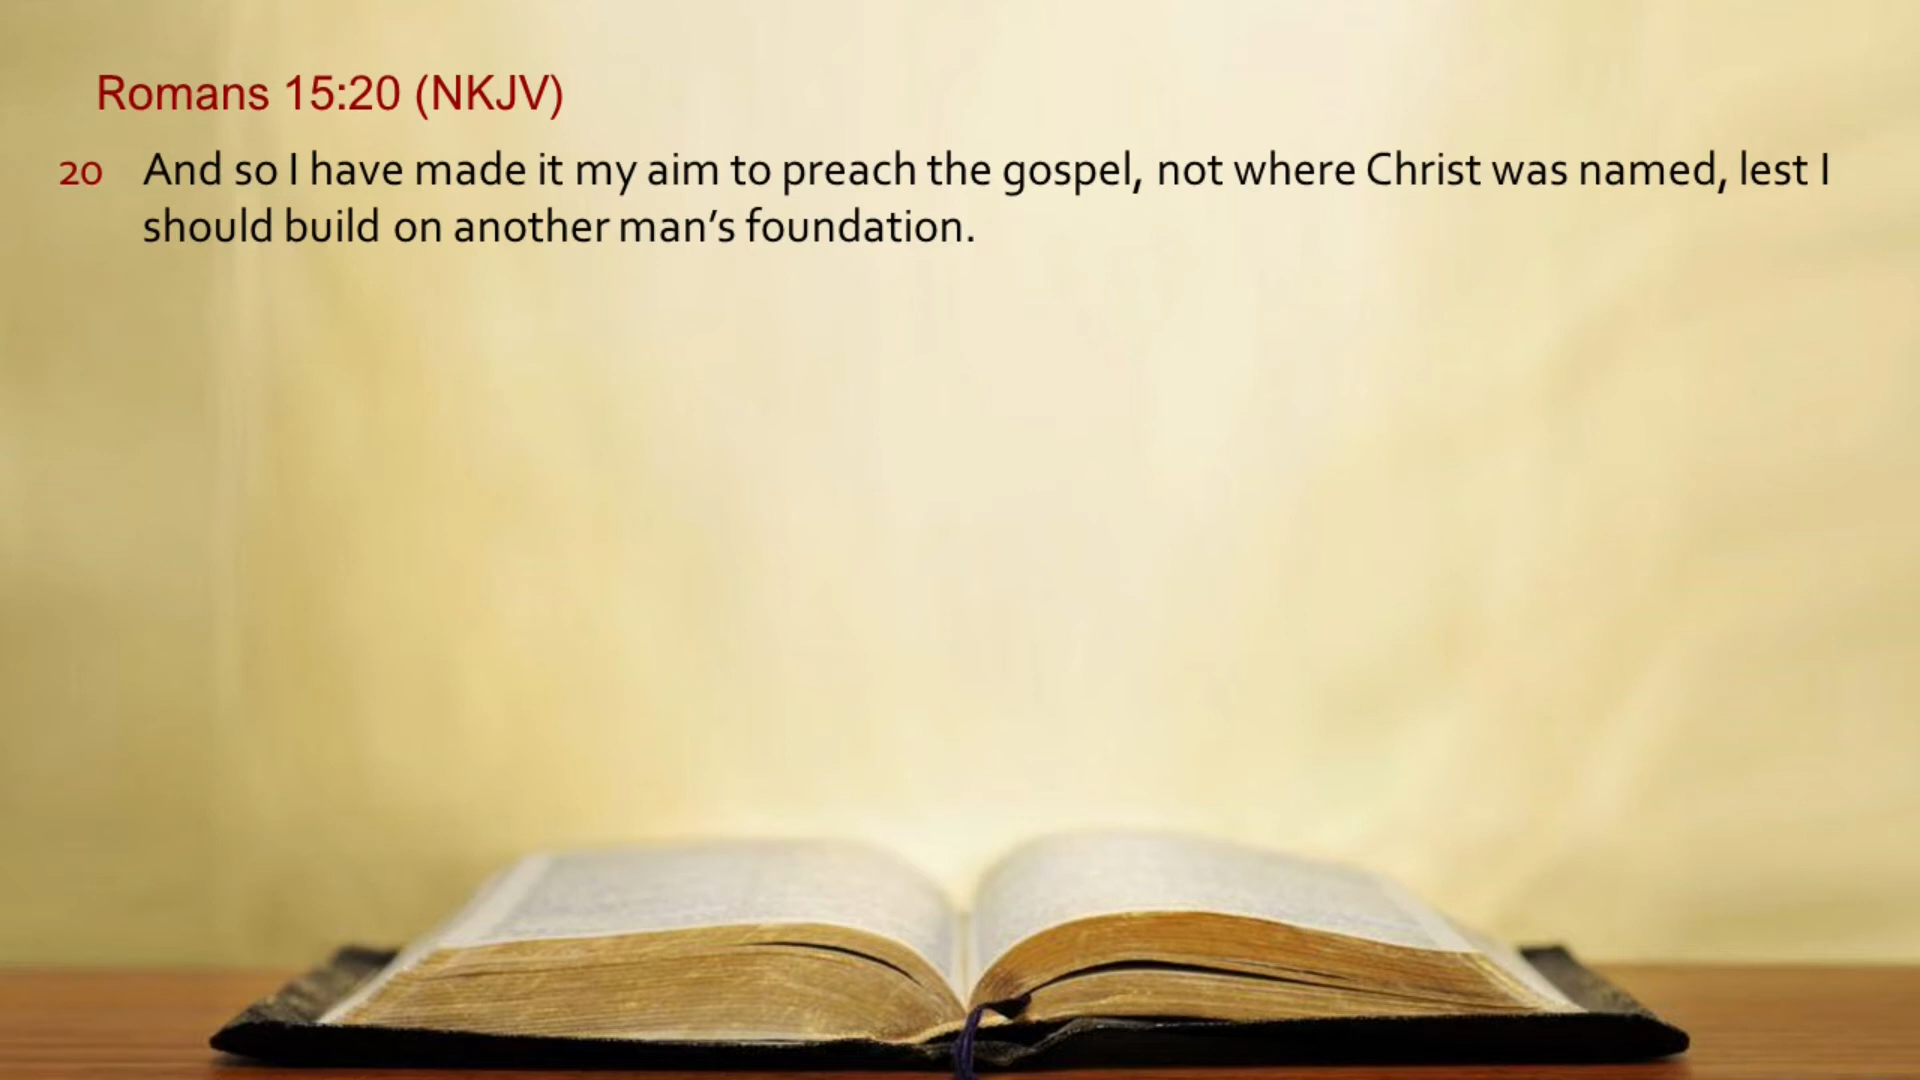 Romans 15:20 (NKJV)
20 And so I have made it my aim to preach the gospel, not where Christ was named, lest I
should build on another man’s foundation.